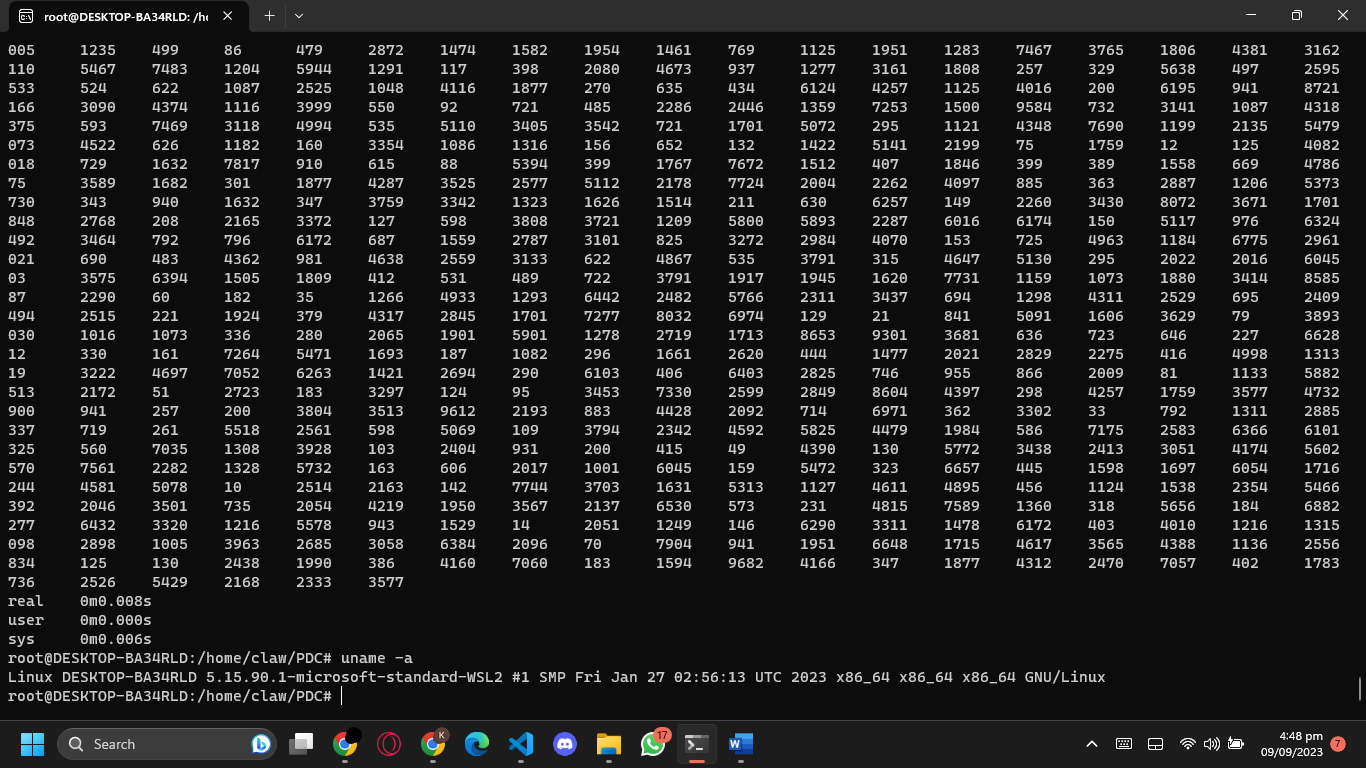 root@DESKTOP-BA34RLD: /h
005 1235 499 86 479 2872 1474 1582 1954 1461 769 1125 1951 1283 7467 3765 1806 4381 3162
110 5467 7483 1204 5944 1291 117 398 2080 4673 937 1277 3161 1808 257 329 5638 497 2595
533 524 622 1087 2525 1048 4116 1877 270 635 434 6124 4257 1125 4016 200 6195 941 8721
166 3090 4374 1116 3999 550 92 721 485 2286 2446 1359 7253 1500 9584 732 3141 1087 4318
375 593 7469 3118 4994 535 5110 3405 3542 721 1701 5072 295 1121 4348 7690 1199 2135 5479
073 4522 626 1182 160 3354 1086 1316 156 652 132 1422 5141 2199 75 1759 12 125 4082
018 729 1632 7817 910 615 88 5394 399 1767 7672 1512 407 1846 399 389 1558 669 4786
75 3589 1682 301 1877 4287 3525 2577 5112 2178 7724 2004 2262 4097 885 363 2887 1206 5373
730 343 940 1632 347 3759 3342 1323 1626 1514 211 630 6257 149 2260 3430 8072 3671 1701
848 2768 208 2165 3372 127 598 3808 3721 1209 5800 5893 2287 6016 6174 150 5117 976 6324
492 3464 792 796 6172 687 1559 2787 3101 825 3272 2984 4070 153 725 4963 1184 6775 2961
021 690 483 4362 981 4638 2559 3133 622 4867 535 3791 315 4647 5130 295 2022 2016 6045
03 3575 6394 1505 1809 412 531 489 722 3791 1917 1945 1620 7731 1159 1073 1880 3414 8585
87 2290 60 182 35 1266 4933 1293 6442 2482 5766 2311 3437 694 1298 4311 2529 695 2409
494 2515 221 1924 379 4317 2845 1701 7277 8032 6974 129 21 841 5091 1606 3629 79 3893
030 1016 1073 336 280 2065 1901 5901 1278 2719 1713 8653 9301 3681 636 723 646 227 6628
12 330 161 7264 5471 1693 187 1082 296 1661 2620 444 1477 2021 2829 2275 416 4998 1313
19 3222 4697 7052 6263 1421 2694 290 6103 406 6403 2825 746 955 866 2009 81 1133 5882
513 2172 51 2723 183 3297 124 95 3453 7330 2599 2849 8604 4397 298 4257 1759 3577 4732
900 941 257 200 3804 3513 9612 2193 883 4428 2092 714 6971 362 3302 33 792 1311 2885
337 719 261 5518 2561 598 5069 109 3794 2342 4592 5825 4479 1984 586 7175 2583 6366 6101
325 560 7035 1308 3928 103 2404 931 200 415 49 4390 130 5772 3438 2413 3051 4174 5602
570 7561 2282 1328 5732 163 606 2017 1001 6045 159 5472 323 6657 445 1598 1697 6054 1716
244 4581 5078 10 2514 2163 142 7744 3703 1631 5313 1127 4611 4895 456 1124 1538 2354 5466
392 2046 3501 735 2054 4219 1950 3567 2137 6530 573 231 4815 7589 1360 318 5656 184 6882
277 6432 3320 1216 5578 943 1529 14 2051 1249 146 6290 3311 1478 6172 403 4010 1216 1315
098 2898 1005 3963 2685 3058 6384 2096 70 7904 941 1951 6648 1715 4617 3565 4388 1136 2556
834 125 130 2438 1990 386 4160 7060 183 1594 9682 4166 347 1877 4312 2470 7057 402 1783
736 2526 5429 2168 2333 3577
real 0m0.008s
user 0m0.000s
sys 0m0.006s
root@DESKTOP-BA34RLD:/home/claw/PDC# uname -a
Linux DESKTOP-BA34RLD 5.15.90.1-microsoft-standard-WSL2 #1 SMP Fri Jan 27 02:56:13 UTC 2023 x86_64 x86_64 x86_64 GNU/Linux
root@DESKTOP-BA34RLD:/home/claw/PDC#
Search K 17 W 4:48 pm
09/09/2023 7